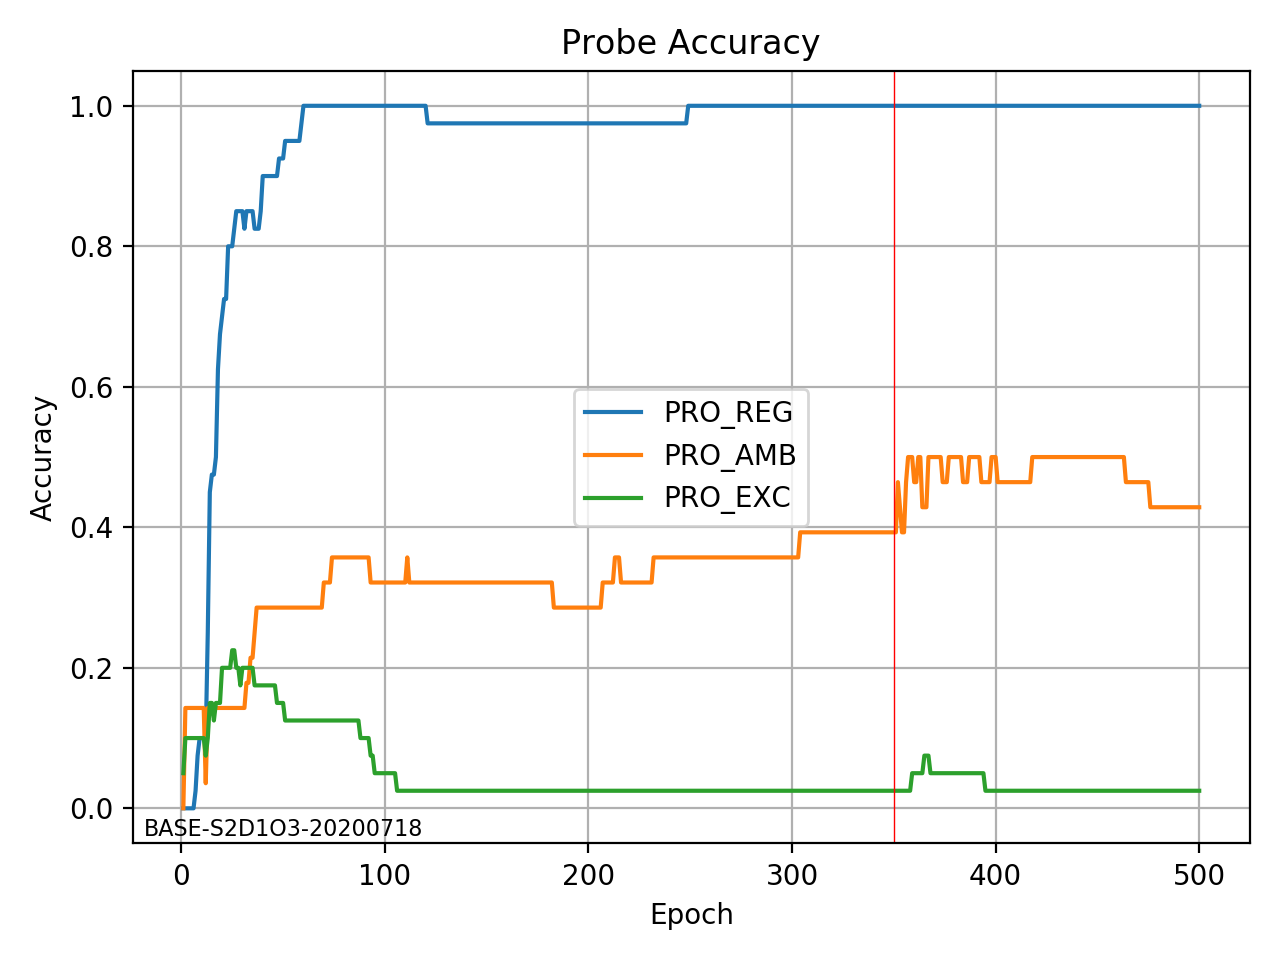 Probe Accuracy
1.0
0.8
0.6
0.4
0.2
0.0
Accuracy
PRO_REG
PRO_AMB
PRO_EXC
BASE-S2D1O3-20200718
0 100 200 300 400 500
Epoch